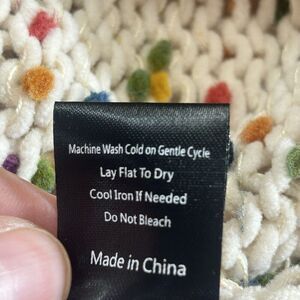 Machine Wash Cold on Gentle Cycle
Lay Flat To Dry
Cool Iron If Needed
Do Not Bleach
Made in China